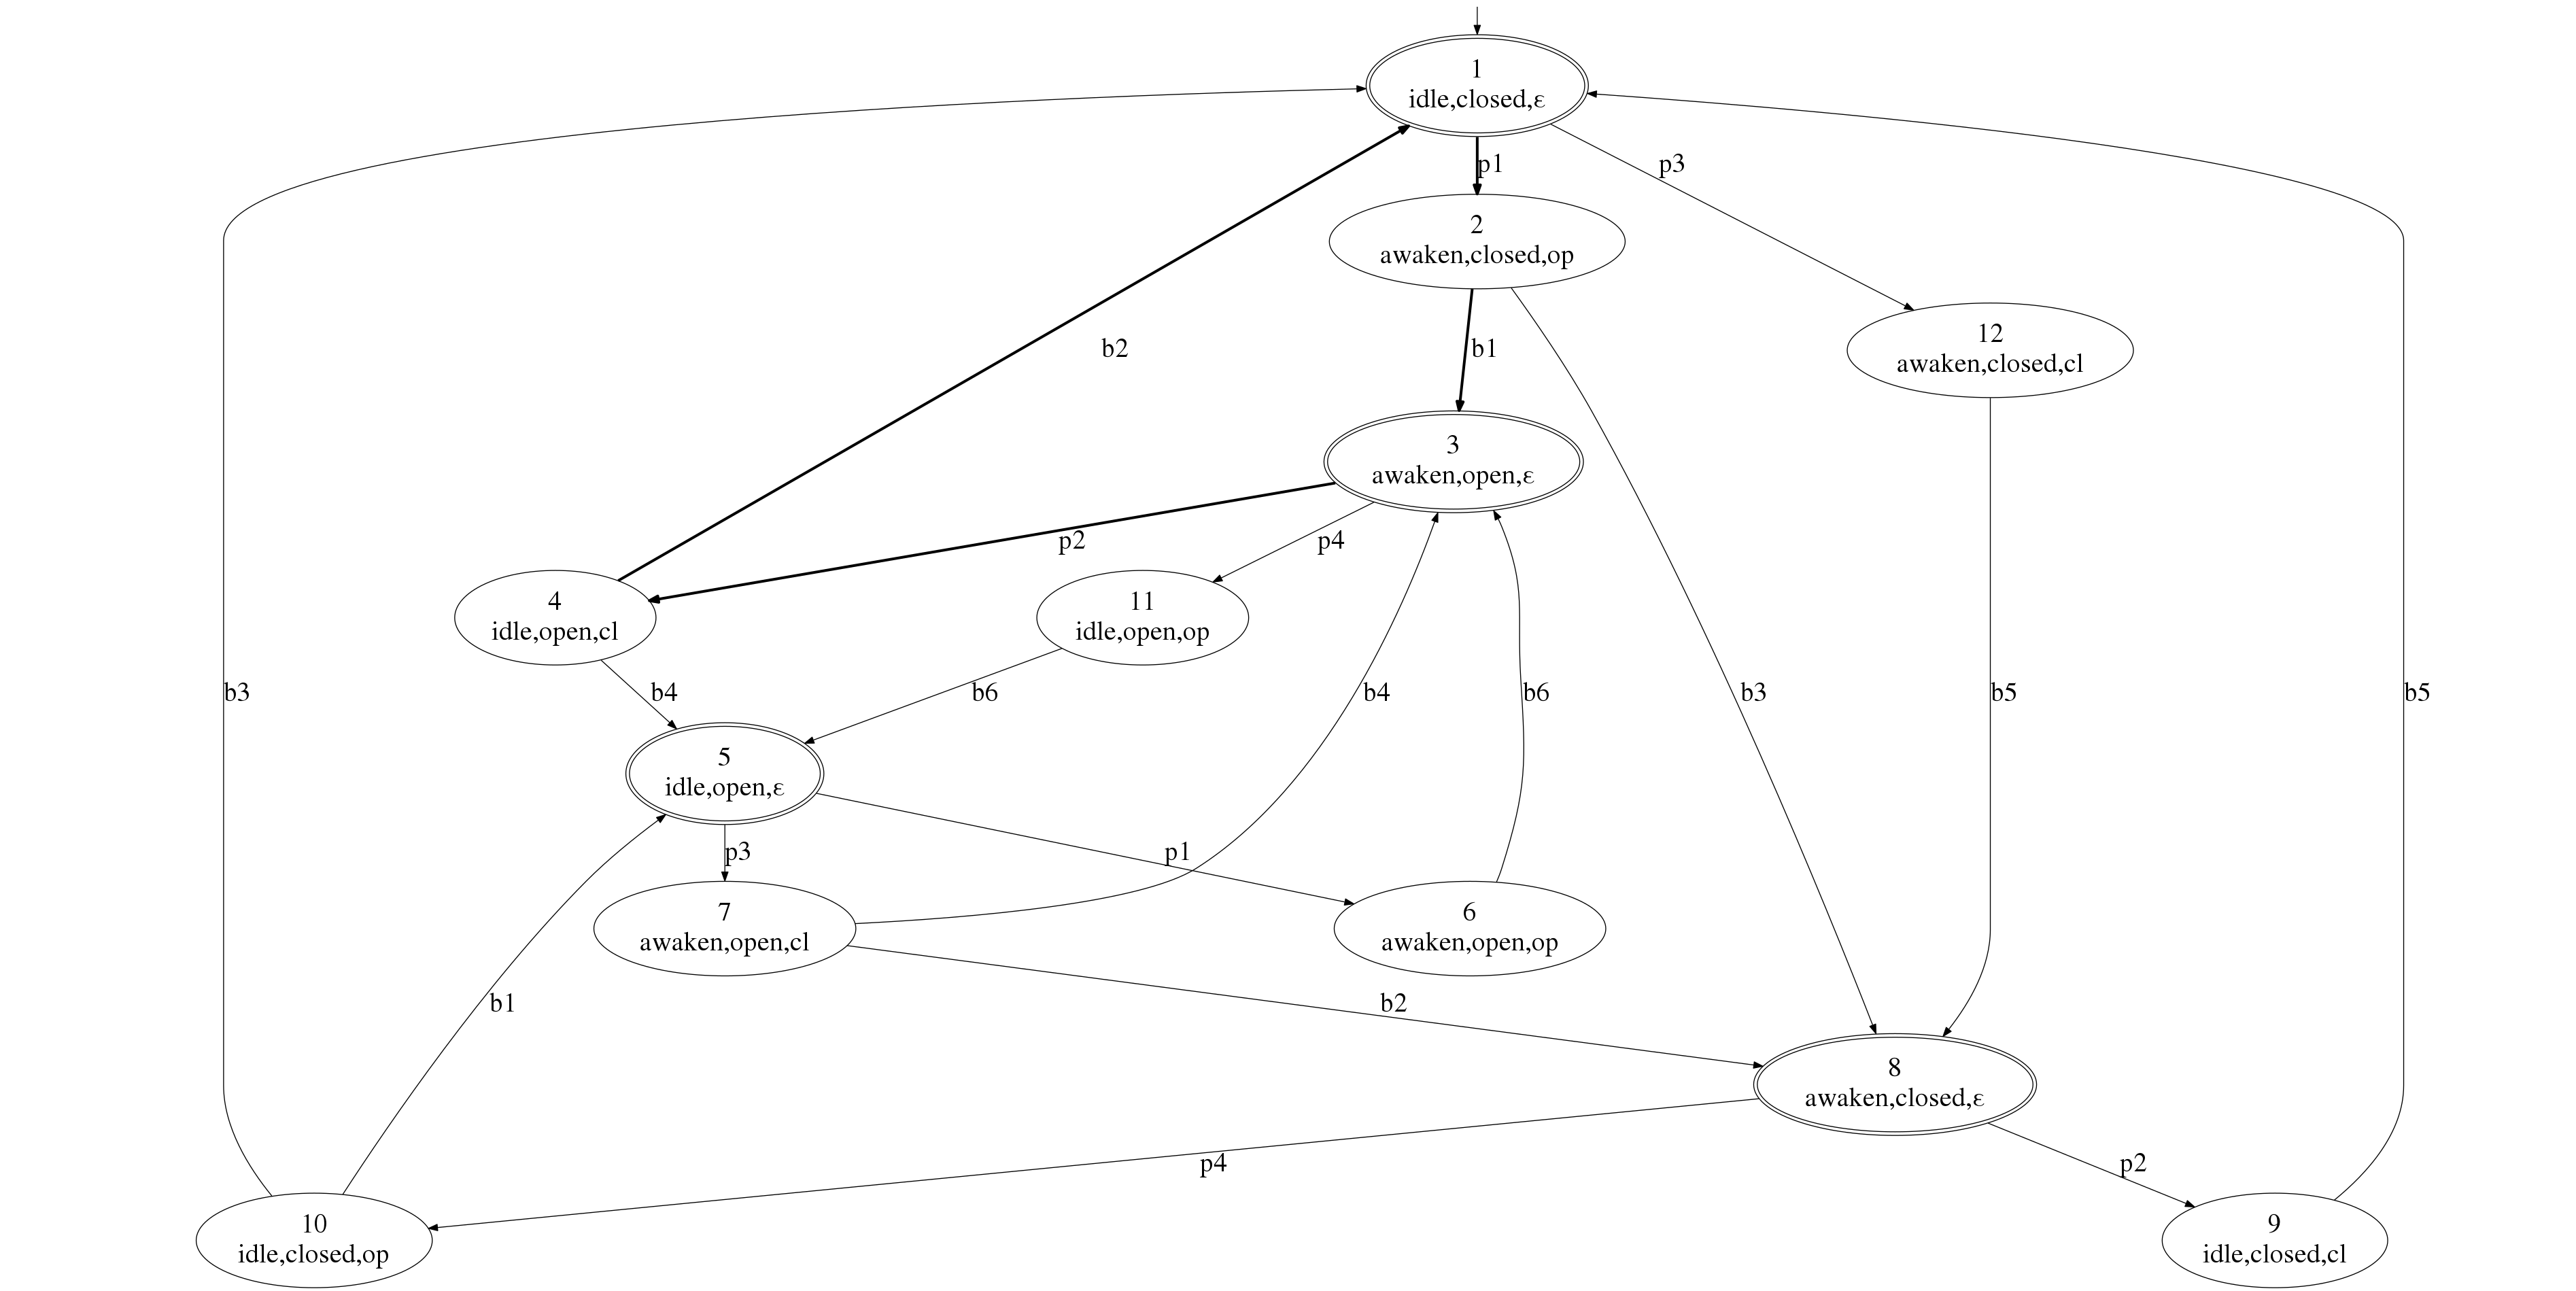 1
idle,closed,ε
p1
p3
2
awaken,closed,op
12
awaken,closed,cl
b2
b1
3
awaken,open,ε
p2
p4
4
idle,open,cl
11
idle,open,op
b3
b4
b6
b4
b6
b3
b5
b5
5
idle,open,ε
p3
p1
7
awaken,open,cl
6
awaken,open,op
b1
b2
8
awaken,closed,ε
p4
p2
10
idle,closed,op
9
idle,closed,cl